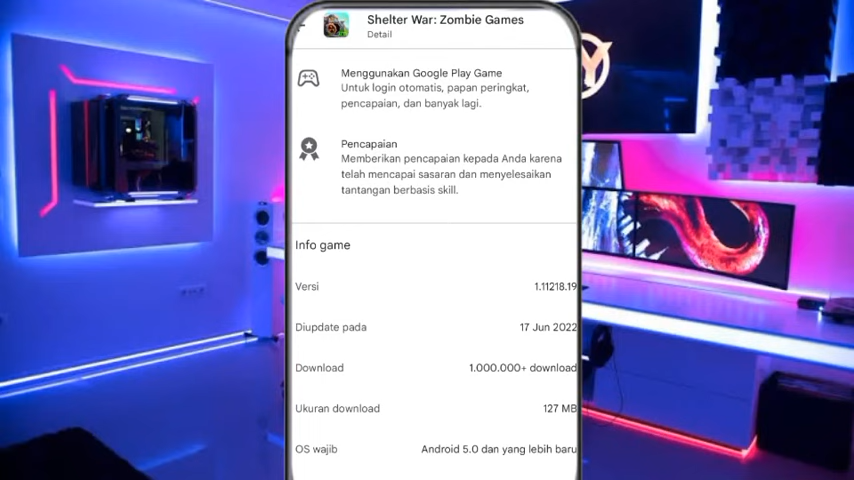 Shelter War: Zombie Games
Detail
Menggunakan Google Play Game
Untuk login otomatis, papan peringkat,
pencapaian, dan banyak lagi.
Pencapaian
Memberikan pencapaian kepada Anda karena
telah mencapai sasaran dan menyelesaikan
tantangan berbasis skill.
Info game
Versi 1.11218.19
Diupdate pada 17 Jun 2022
Download 1.000.000+ download
Ukuran download 127 MB
OS wajib Android 5.0 dan yang lebih baru